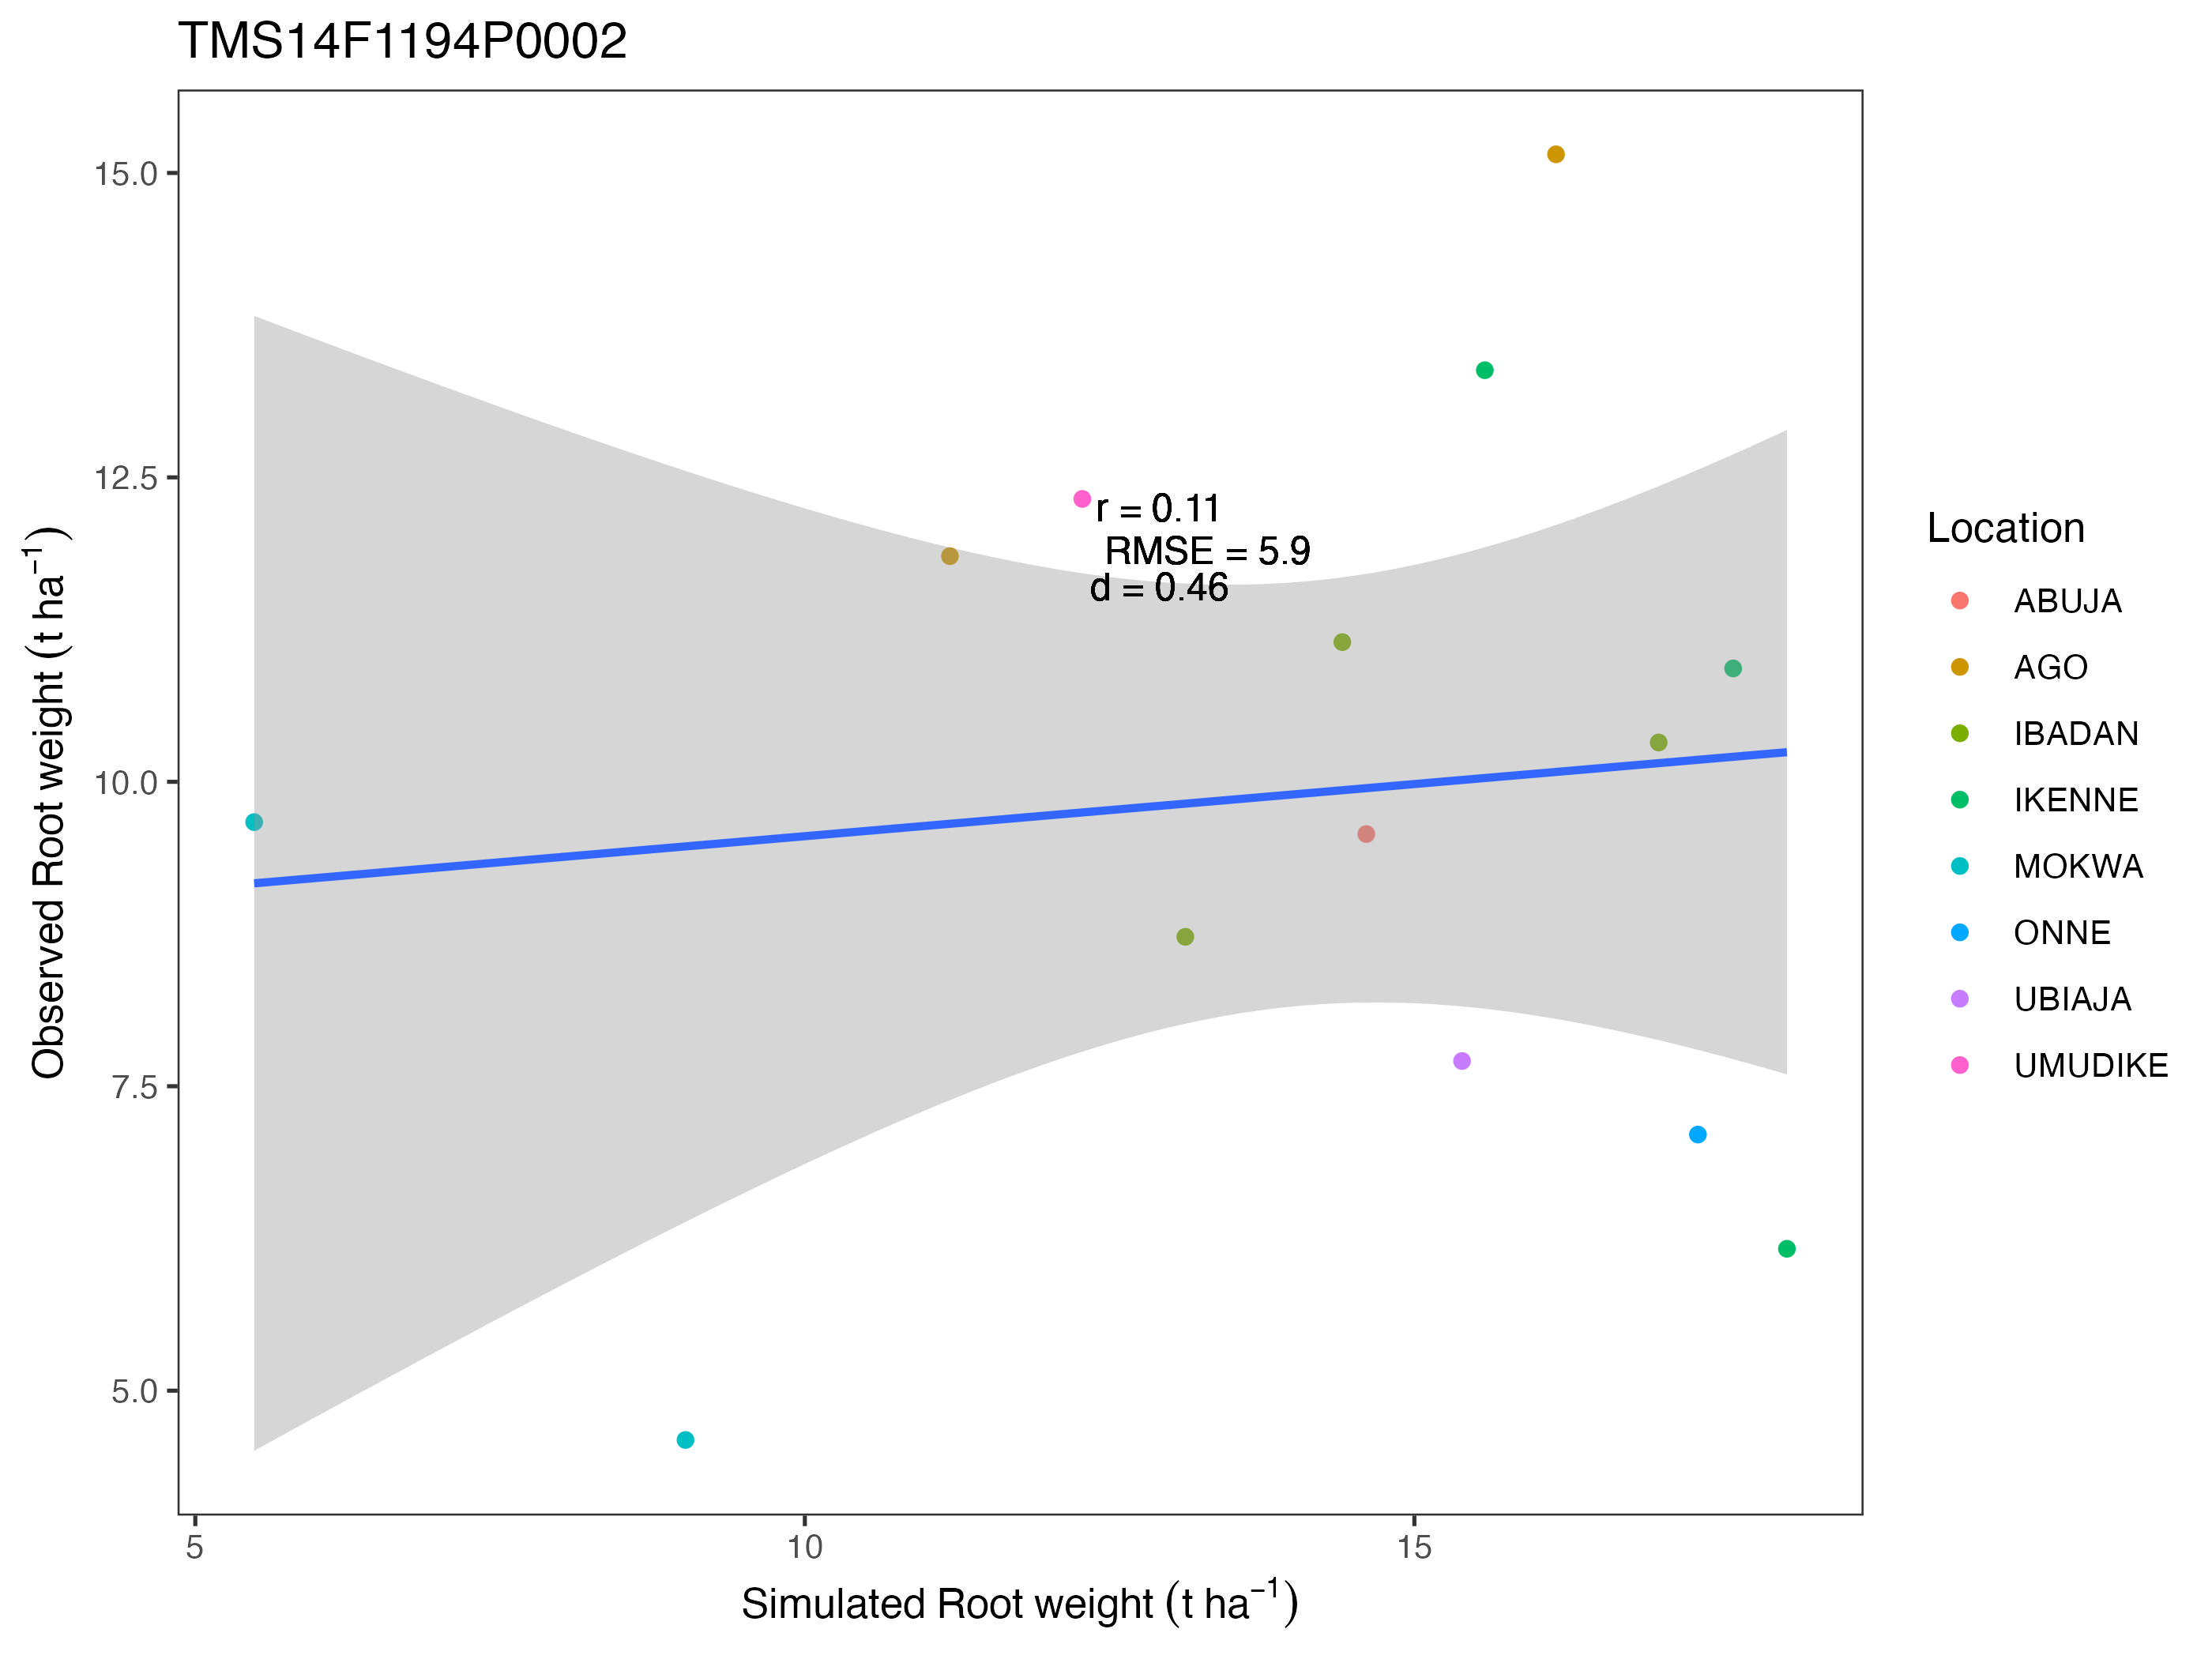 TMS14F1194P0002
Observed Root weight (t ha⁻¹)
15.0
12.5
10.0
7.5
5.0
r = 0.11
RMSE = 5.9
d = 0.46
5
10
15
Simulated Root weight (t ha⁻¹)
Location
ABUJA
AGO
IBADAN
IKENNE
MOKWA
ONNE
UBIAJA
UMUDIKE